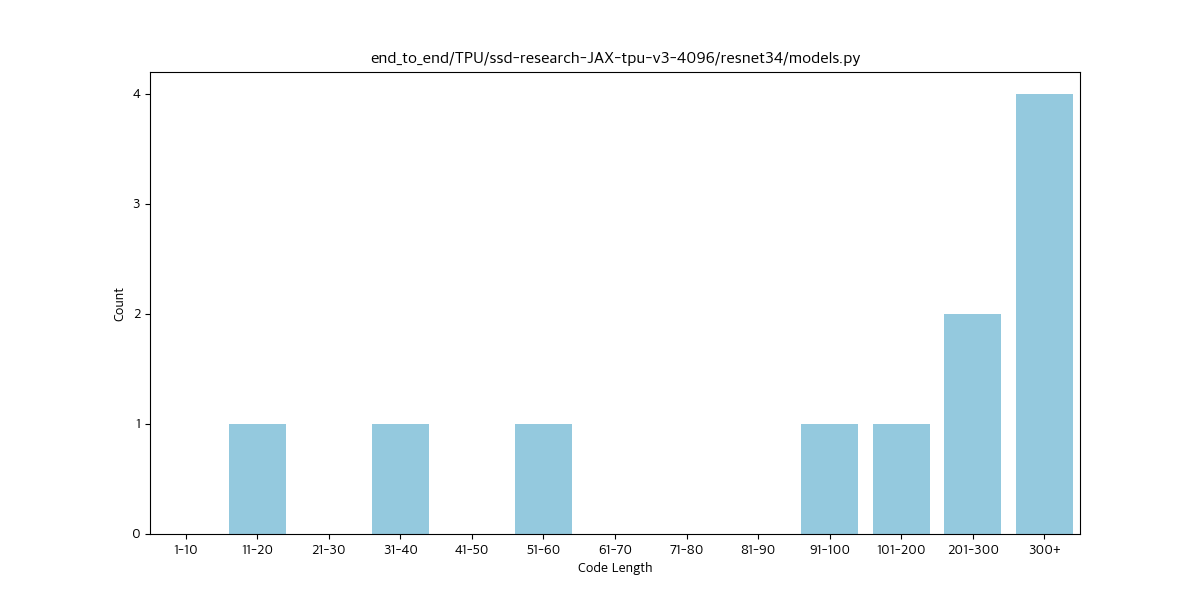 end_to_end/TPU/ssd-research-JAX-tpu-v3-4096/resnet34/models.py
4
3
2
1
0
Count
1-10 11-20 21-30 31-40 41-50 51-60 61-70 71-80 81-90 91-100 101-200 201-300 300+
Code Length